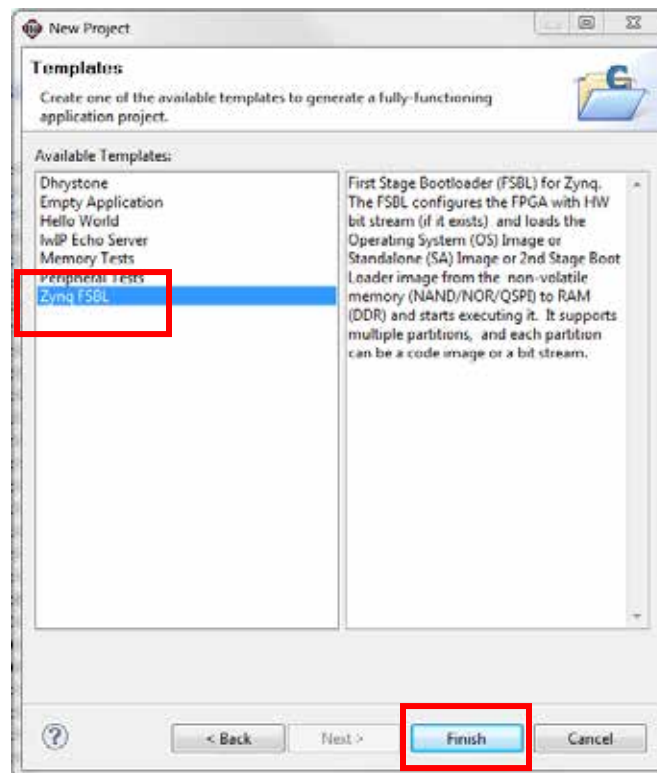 New Project
Templates
Create one of the available templates to generate a fully-functioning
application project.
Available Templates:
Dhrystone
Empty Application
Hello World
lwIP Echo Server
Memory Tests
Peripheral Tests
Zynq FSBL
First Stage Bootloader (FSBL) for Zynq.
The FSBL configures the FPGA with HW
bit stream (if it exists) and loads the
Operating System (OS) Image or
Standalone (SA) Image or 2nd Stage Boot
Loader image from the non-volatile
memory (NAND/NOR/QSPI) to RAM
(DDR) and starts executing it. It supports
multiple partitions, and each partition
can be a code image or a bit stream.
< Back
Next >
Finish
Cancel